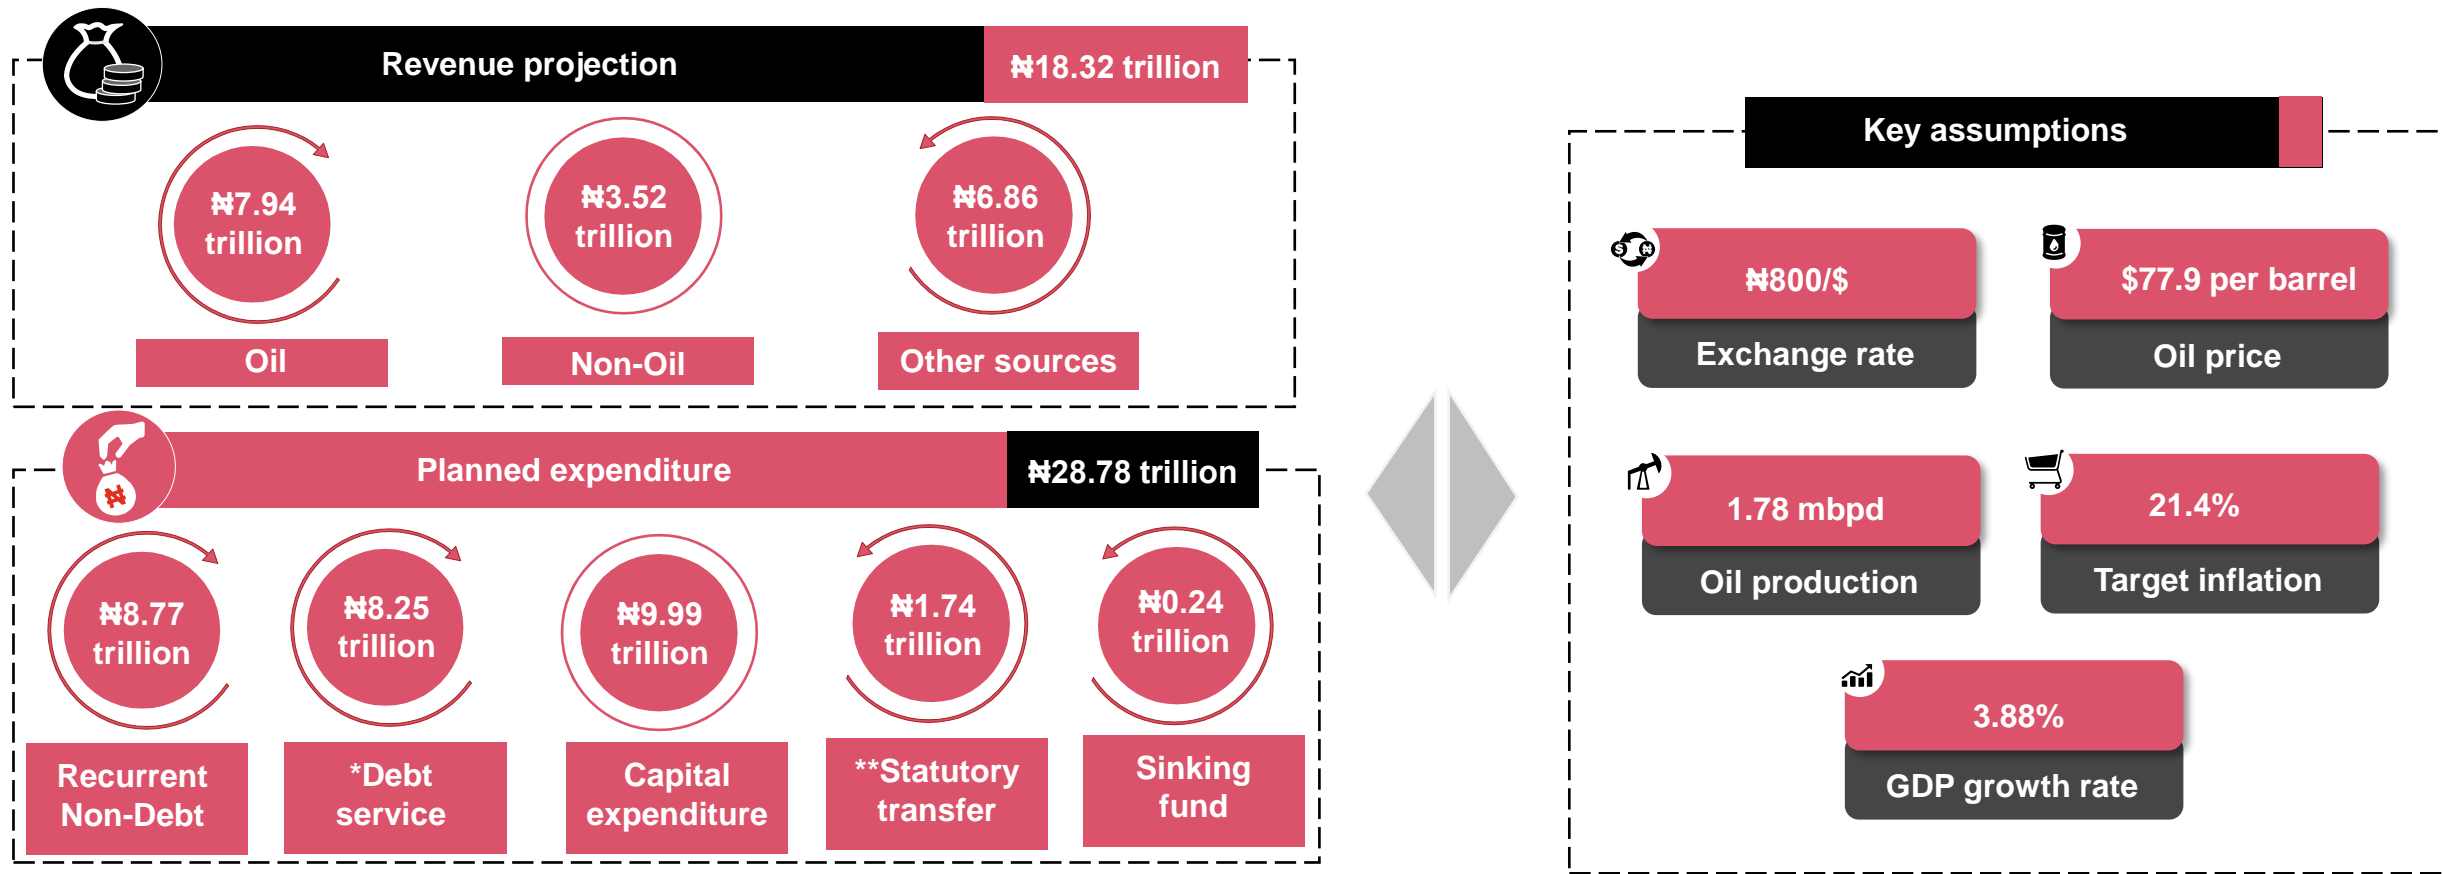 Revenue projection
₦18.32 trillion
₦7.94
trillion
₦3.52
trillion
₦6.86
trillion
Oil
Non-Oil
Other sources
Planned expenditure
₦28.78 trillion
₦
₦8.77
trillion
₦8.25
trillion
₦9.99
trillion
₦1.74
trillion
₦0.24
trillion
Recurrent
Non-Debt
*Debt
service
Capital
expenditure
**Statutory
transfer
Sinking
fund
Key assumptions
$ ₦
₦800/$
Exchange rate
$77.9 per barrel
Oil price
1.78 mbpd
Oil production
21.4%
Target inflation
3.88%
GDP growth rate